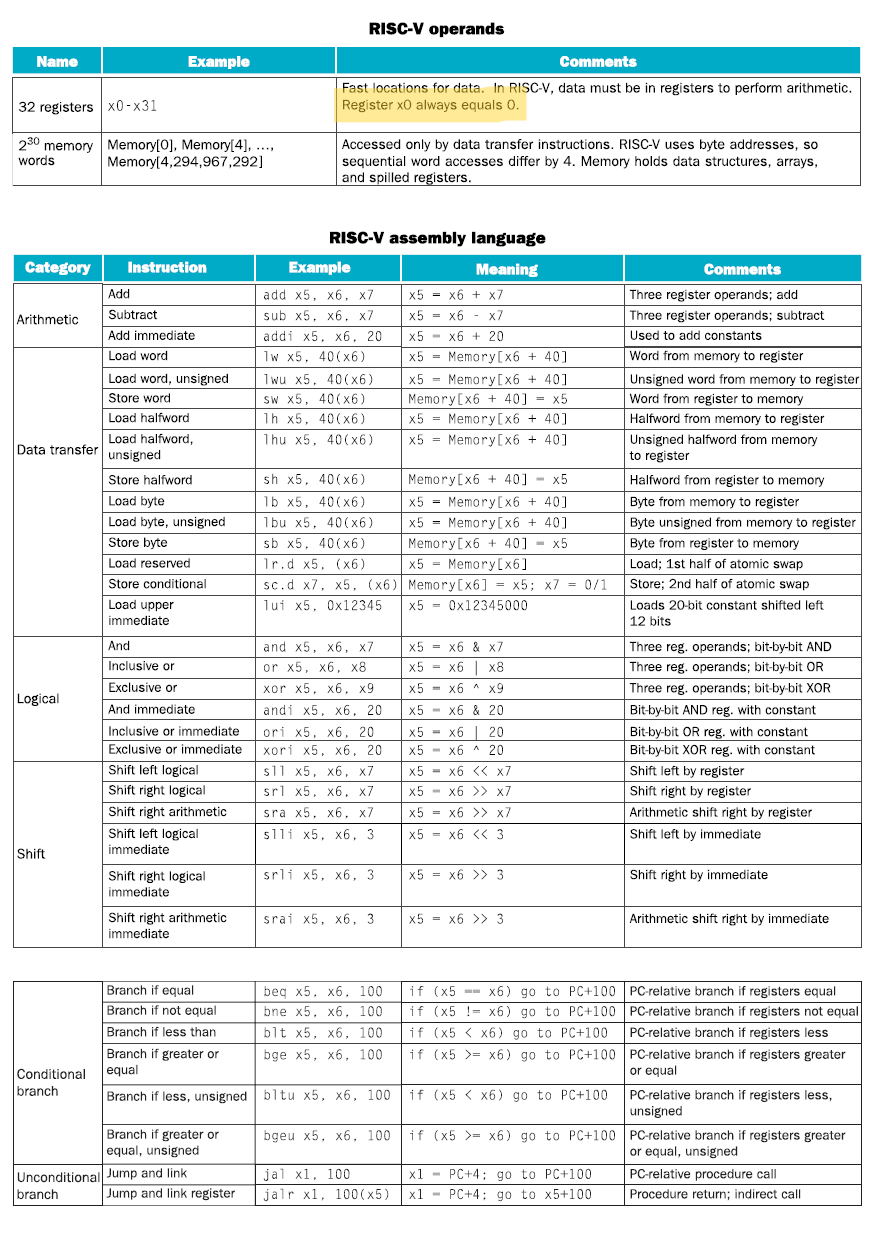 RISC-V operands
Name Example Comments
32 registers x0-x31 Fast locations for data. In RISC-V, data must be in registers to perform arithmetic.
Register x0 always equals 0.
2^30 memory words Memory[0], Memory[4], …, Memory[4,294,967,292] Accessed only by data transfer instructions. RISC-V uses byte addresses, so
sequential word accesses differ by 4. Memory holds data structures, arrays,
and spilled registers.
RISC-V assembly language
Category Instruction Example Meaning Comments
Arithmetic
Add add x5, x6, x7 x5 = x6 + x7 Three register operands; add
Subtract sub x5, x6, x7 x5 = x6 - x7 Three register operands; subtract
Add immediate addi x5, x6, 20 x5 = x6 + 20 Used to add constants
Data transfer
Load word lw x5, 40(x6) x5 = Memory[x6 + 40] Word from memory to register
Load word, unsigned lwu x5, 40(x6) x5 = Memory[x6 + 40] Unsigned word from memory to register
Store word sw x5, 40(x6) Memory[x6 + 40] = x5 Word from register to memory
Load halfword lh x5, 40(x6) x5 = Memory[x6 + 40] Halfword from memory to register
Load halfword, unsigned lhu x5, 40(x6) x5 = Memory[x6 + 40] Unsigned halfword from memory to register
Store halfword sh x5, 40(x6) Memory[x6 + 40] = x5 Halfword from register to memory
Load byte lb x5, 40(x6) x5 = Memory[x6 + 40] Byte from memory to register
Load byte, unsigned lbu x5, 40(x6) x5 = Memory[x6 + 40] Byte unsigned from memory to register
Store byte sb x5, 40(x6) Memory[x6 + 40] = x5 Byte from register to memory
Load reserved lr.d x5, (x6) x5 = Memory[x6] Load; 1st half of atomic swap
Store conditional sc.d x7, x5, (x6) Memory[x6] = x5; x7 = 0/1 Store; 2nd half of atomic swap
Load upper immediate lui x5, 0x12345 x5 = 0x12345000 Loads 20-bit constant shifted left 12 bits
Logical
And and x5, x6, x7 x5 = x6 & x7 Three reg. operands; bit-by-bit AND
Inclusive or or x5, x6, x8 x5 = x6 | x8 Three reg. operands; bit-by-bit OR
Exclusive or xor x5, x6, x9 x5 = x6 ^ x9 Three reg. operands; bit-by-bit XOR
And immediate andi x5, x6, 20 x5 = x6 & 20 Bit-by-bit AND reg. with constant
Inclusive or immediate ori x5, x6, 20 x5 = x6 | 20 Bit-by-bit OR reg. with constant
Exclusive or immediate xori x5, x6, 20 x5 = x6 ^ 20 Bit-by-bit XOR reg. with constant
Shift
Shift left logical sll x5, x6, x7 x5 = x6 << x7 Shift left by register
Shift right logical srl x5, x6, x7 x5 = x6 >> x7 Shift right by register
Shift right arithmetic sra x5, x6, x7 x5 = x6 >> x7 Arithmetic shift right by register
Shift left logical immediate slli x5, x6, 3 x5 = x6 << 3 Shift left by immediate
Shift right logical immediate srli x5, x6, 3 x5 = x6 >> 3 Shift right by immediate
Shift right arithmetic immediate srai x5, x6, 3 x5 = x6 >> 3 Arithmetic shift right by immediate
Conditional branch
Branch if equal beq x5, x6, 100 if (x5 == x6) go to PC+100 PC-relative branch if registers equal
Branch if not equal bne x5, x6, 100 if (x5 != x6) go to PC+100 PC-relative branch if registers not equal
Branch if less than blt x5, x6, 100 if (x5 < x6) go to PC+100 PC-relative branch if registers less
Branch if greater or equal bge x5, x6, 100 if (x5 >= x6) go to PC+100 PC-relative branch if registers greater or equal
Branch if less, unsigned bltu x5, x6, 100 if (x5 < x6) go to PC+100 PC-relative branch if registers less, unsigned
Branch if greater or equal, unsigned bgeu x5, x6, 100 if (x5 >= x6) go to PC+100 PC-relative branch if registers greater or equal, unsigned
Unconditional branch
Jump and link jal x1, 100 x1 = PC+4; go to PC+100 PC-relative procedure call
Jump and link register jalr x1, 100(x5) x1 = PC+4; go to x5+100 Procedure return; indirect call